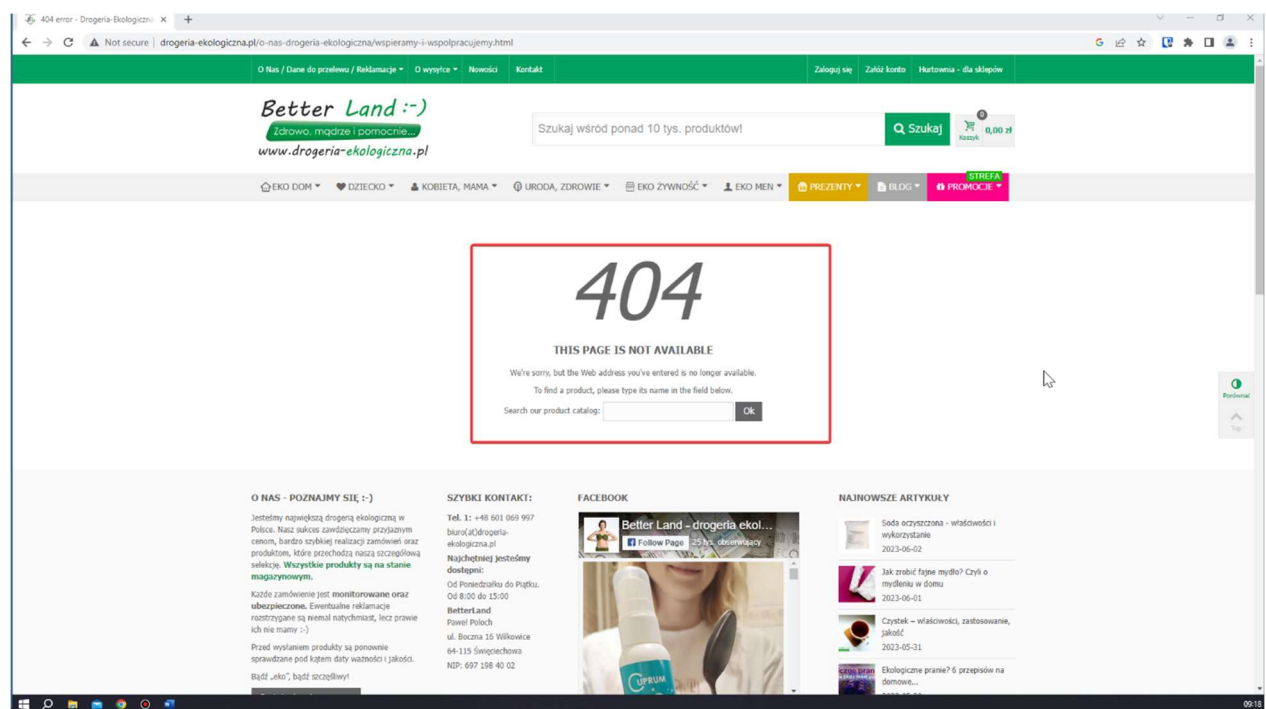 404 error - Drogeria-Ekologiczn
Not secure | drogeria-ekologiczna.pl/o-nas-drogeria-ekologiczna/wspieramy-i-wspolpracujemy.html
O Nas / Dane do przelewu / Reklamacje O wysyłce Nowości Kontakt Zaloguj się Załóż konto Hurtownia - dla sklepów
Better Land :-)
Zdrowo, mądrze i pomocnie...
www.drogeria-ekologiczna.pl
Szukaj wśród ponad 10 tys. produktów!
Szukaj
0
Koszyk
0,00 zł
STREFA
EKO DOM DZIECKO KOBIETA, MAMA URODA, ZDROWIE EKO ŻYWNOŚĆ EKO MEN PREZENTY BLOG PROMOCJE
404
THIS PAGE IS NOT AVAILABLE
We're sorry, but the Web address you've entered is no longer available.
To find a product, please type its name in the field below.
Search our product catalog: Ok
Porównać
Top
O NAS - POZNAJMY SIĘ :-)
Jesteśmy największą drogerią ekologiczną w
Polsce. Nasz sukces zawdzięczamy przyjaznym
cenom, bardzo szybkiej realizacji zamówień oraz
produktom, które przechodzą naszą szczegółową
selekcję. Wszystkie produkty są na stanie
magazynowym.
Każde zamówienie jest monitorowane oraz
ubezpieczone. Ewentualne reklamacje
rozstrzygane są niemal natychmiast, lecz prawie
ich nie mamy :-)
Przed wysłaniem produkty są ponownie
sprawdzane pod kątem daty ważności i jakości.
Bądź „eko", bądź szczęśliwy!
SZYBKI KONTAKT:
Tel. 1: +48 601 069 997
biuro(at)drogeria-
ekologiczna.pl
Najchętniej jesteśmy
dostępni:
Od Poniedziałku do Piątku.
Od 8:00 do 15:00
BetterLand
Paweł Poloch
ul. Boczna 16 Wilkowice
64-115 Święciechowa
NIP: 697 198 40 02
FACEBOOK
Better Land - drogeria ekol...
Follow Page 25 tys. obserwujący
CUPRUM
NAJNOWSZE ARTYKUŁY
Soda oczyszczona - właściwości i
wykorzystanie
2023-06-02
Jak zrobić fajne mydło? Czyli o
mydleniu w domu
2023-06-01
Czystek – właściwości, zastosowanie,
jakość
2023-05-31
Ekologiczne pranie? 6 przepisów na
domowe...
09:18